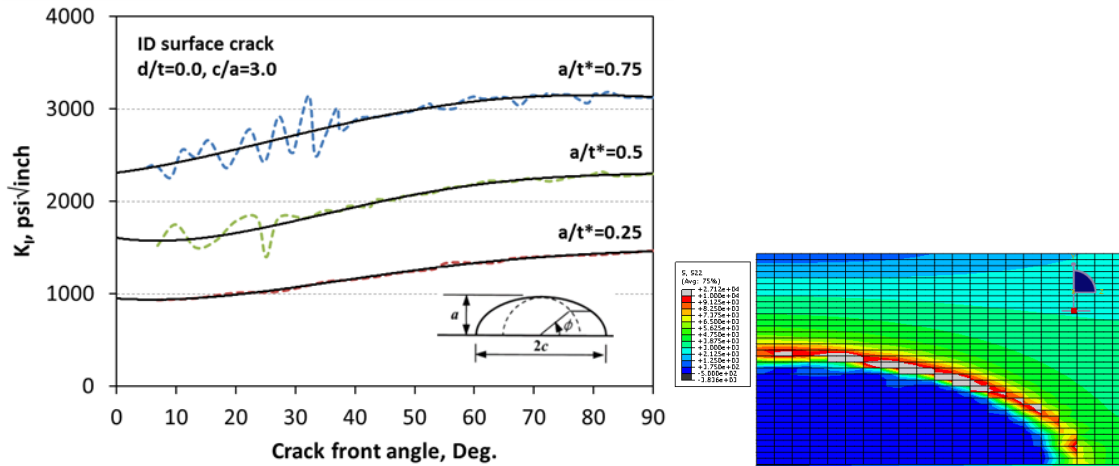 4000
3000
2000
1000
0
K_I, psi√inch
ID surface crack
d/t=0.0, c/a=3.0
a/t*=0.75
a/t*=0.5
a/t*=0.25
a
ϕ
2c
0 10 20 30 40 50 60 70 80 90
Crack front angle, Deg.
S, S22
(Avg: 75%)
+2.712e+04
+1.000e+04
+9.125e+03
+8.250e+03
+7.375e+03
+6.500e+03
+5.625e+03
+4.750e+03
+3.875e+03
+3.000e+03
+2.125e+03
+1.250e+03
+3.750e+02
-5.000e+02
-3.836e+03